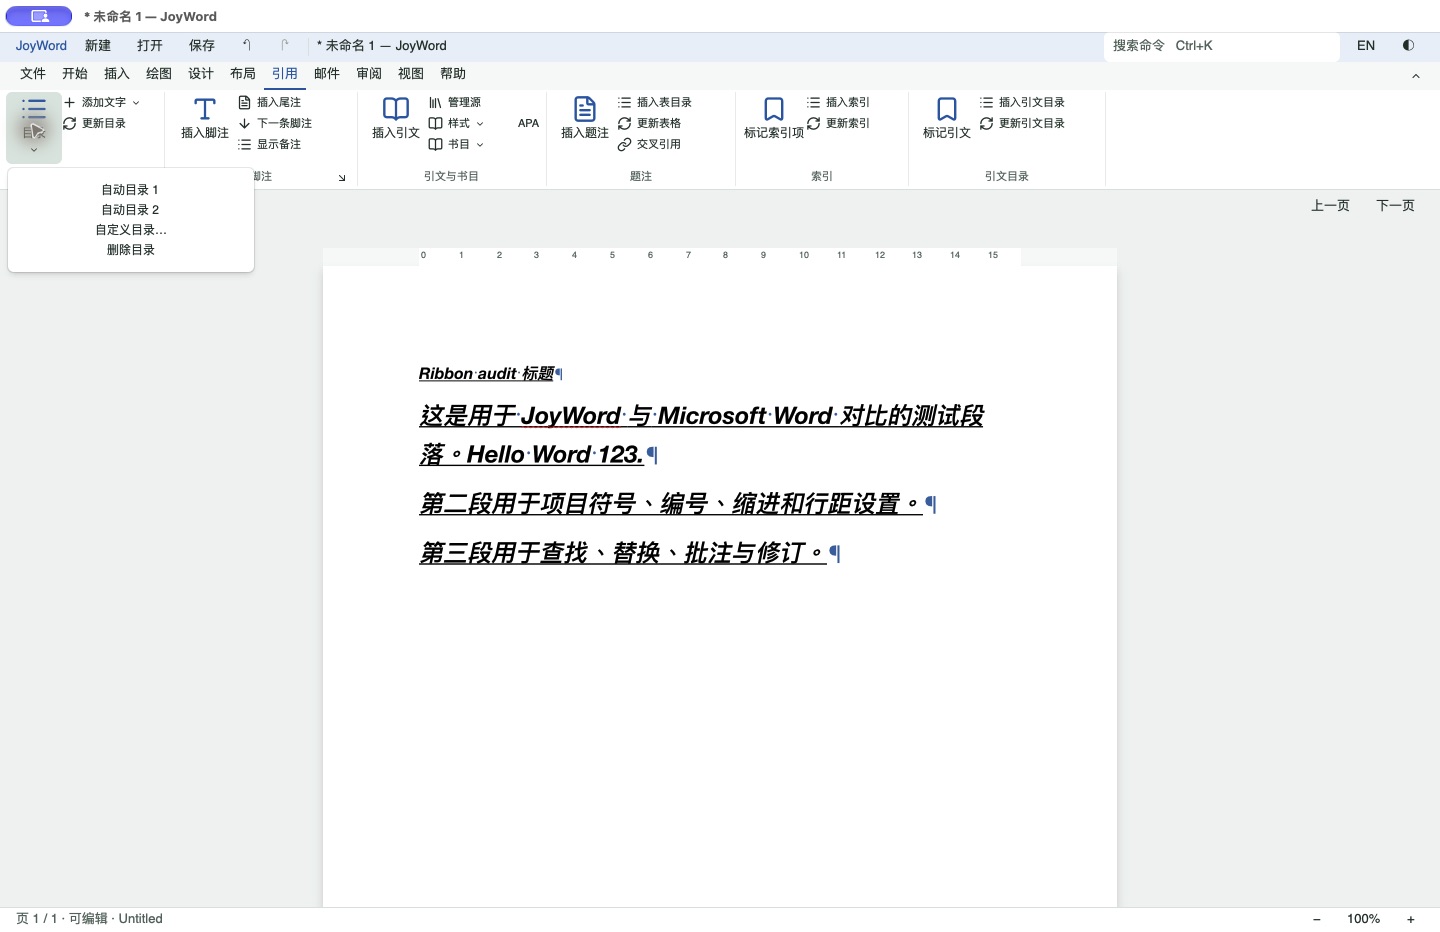 * 未命名 1 — JoyWord
JoyWord 新建 打开 保存 * 未命名 1 — JoyWord 搜索命令 Ctrl+K EN
文件 开始 插入 绘图 设计 布局 引用 邮件 审阅 视图 帮助
目录
添加文字
更新目录
插入脚注
插入尾注
下一条脚注
显示备注
脚注
插入引文
管理源
样式 APA
书目
引文与书目
插入题注
插入表目录
更新表格
交叉引用
题注
标记索引项
插入索引
更新索引
索引
标记引文
插入引文目录
更新引文目录
引文目录
自动目录 1
自动目录 2
自定义目录...
删除目录
上一页 下一页
0 1 2 3 4 5 6 7 8 9 10 11 12 13 14 15
Ribbon·audit·标题¶
这是用于·JoyWord·与·Microsoft·Word·对比的测试段
落。Hello·Word·123.¶
第二段用于项目符号、编号、缩进和行距设置。¶
第三段用于查找、替换、批注与修订。¶
页 1 / 1 · 可编辑 · Untitled − 100% +